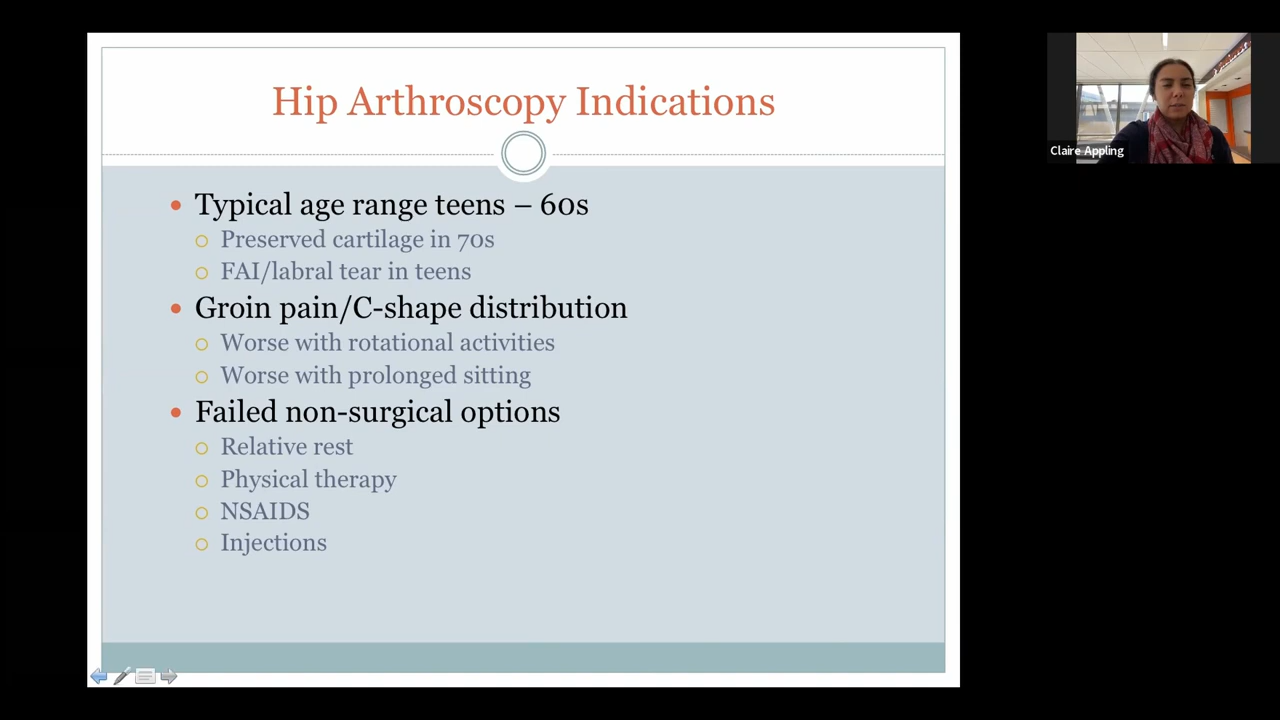 Hip Arthroscopy Indications
Typical age range teens – 60s
Preserved cartilage in 70s
FAI/labral tear in teens
Groin pain/C-shape distribution
Worse with rotational activities
Worse with prolonged sitting
Failed non-surgical options
Relative rest
Physical therapy
NSAIDS
Injections
Claire Appling